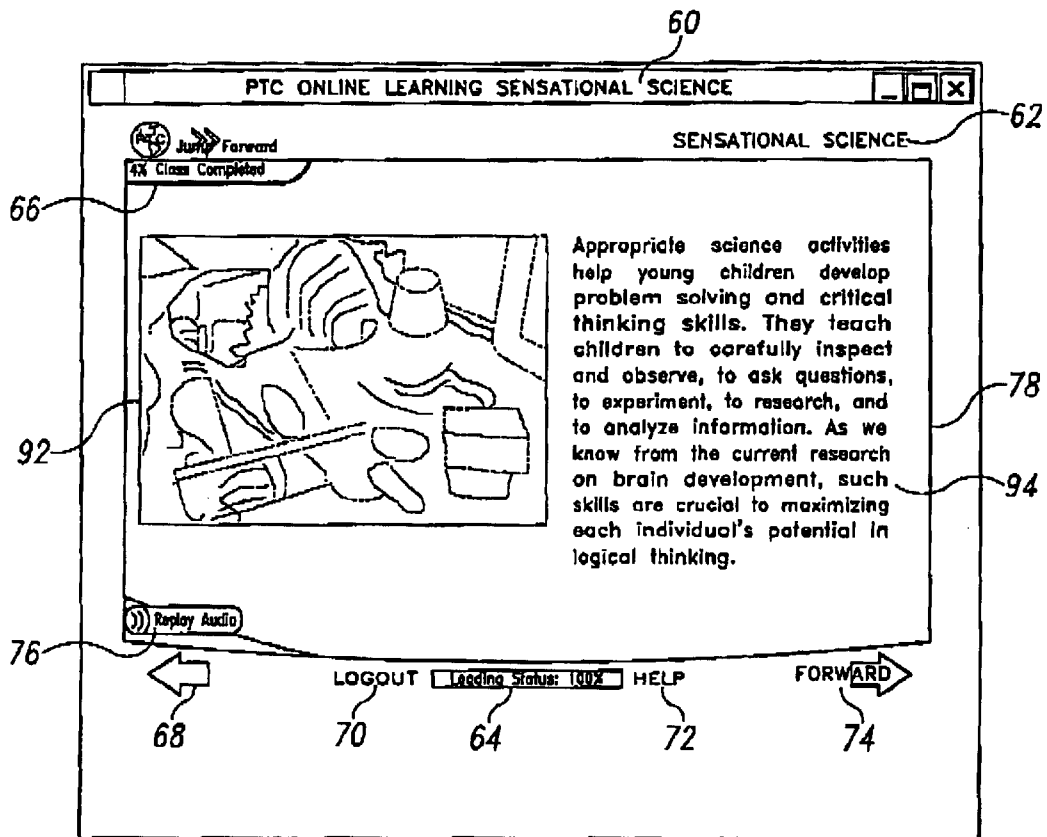 60
PTC ONLINE LEARNING SENSATIONAL SCIENCE
62
PTC Jump Forward
SENSATIONAL SCIENCE
4% Class Completed
66
Appropriate science activities
help young children develop
problem solving and critical
thinking skills. They teach
children to carefully inspect
and observe, to ask questions,
to experiment, to research, and
to analyze information. As we
know from the current research
on brain development, such
skills are crucial to maximizing
each individual's potential in
logical thinking.
78
92
94
Replay Audio
76
LOGOUT Loading Status: 100% HELP FORWARD
68 70 64 72 74